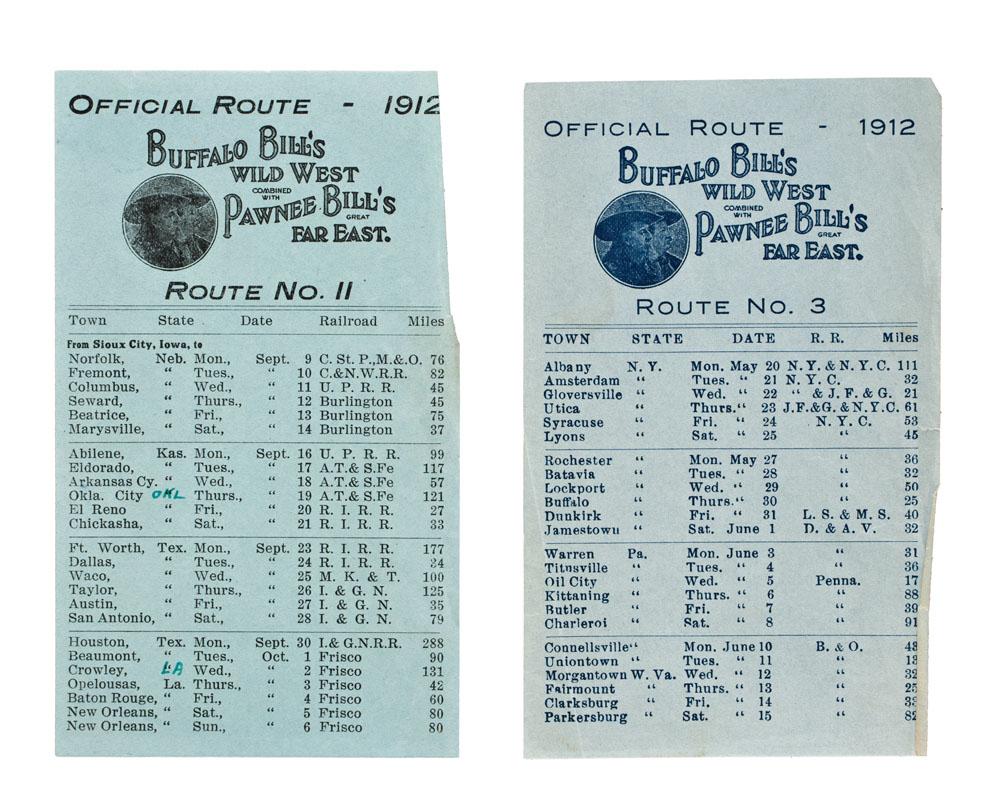 OFFICIAL ROUTE - 1912
BUFFALO BILL'S
WILD WEST
COMBINED
WITH
PAWNEE BILL'S
GREAT
FAR EAST.
ROUTE NO. 11
Town State Date Railroad Miles
From Sioux City, Iowa, to
Norfolk, Neb. Mon., Sept. 9 C. St. P., M.& O. 76
Fremont, “ Tues., “ 10 C.&N.W.R.R. 82
Columbus, “ Wed., “ 11 U. P. R. R. 45
Seward, “ Thurs., “ 12 Burlington 45
Beatrice, “ Fri., “ 13 Burlington 75
Marysville, “ Sat., “ 14 Burlington 37
Abilene, Kas. Mon., Sept. 16 U. P. R. R. 99
Eldorado, “ Tues., “ 17 A.T.& S.Fe 117
Arkansas Cy. “ Wed., “ 18 A.T.& S.Fe 57
Okla. City OKL Thurs., “ 19 A.T.& S.Fe 121
El Reno “ Fri., “ 20 R. I. R. R. 27
Chickasha, “ Sat., “ 21 R. I. R. R. 33
Ft. Worth, Tex. Mon., Sept. 23 R. I. R. R. 177
Dallas, “ Tues., “ 24 R. I. R. R. 34
Waco, “ Wed., “ 25 M. K. & T. 100
Taylor, “ Thurs., “ 26 I. & G. N. 125
Austin, “ Fri., “ 27 I. & G. N. 35
San Antonio, “ Sat., “ 28 I. & G. N. 79
Houston, Tex. Mon., Sept. 30 I.& G.N.R.R. 288
Beaumont, “ Tues., Oct. 1 Frisco 90
Crowley, LA Wed., “ 2 Frisco 131
Opelousas, La. Thurs., “ 3 Frisco 42
Baton Rouge, “ Fri., “ 4 Frisco 60
New Orleans, “ Sat., “ 5 Frisco 80
New Orleans, “ Sun., “ 6 Frisco 80
OFFICIAL ROUTE - 1912
BUFFALO BILL'S
WILD WEST
COMBINED
WITH
PAWNEE BILL'S
GREAT
FAR EAST.
ROUTE NO. 3
TOWN STATE DATE R. R. Miles
Albany N. Y. Mon. May 20 N. Y. & N. Y. C. 111
Amsterdam “ Tues. “ 21 N. Y. C. 32
Gloversville “ Wed. “ 22 “ & J. F. & G. 21
Utica “ Thurs. “ 23 J.F.&G. & N.Y.C. 61
Syracuse “ Fri. “ 24 N. Y. C. 53
Lyons “ Sat. “ 25 “ 45
Rochester “ Mon. May 27 “ 36
Batavia “ Tues. “ 28 “ 32
Lockport “ Wed. “ 29 “ 50
Buffalo “ Thurs. “ 30 “ 25
Dunkirk “ Fri. “ 31 L. S. & M. S. 40
Jamestown “ Sat. June 1 D. & A. V. 32
Warren Pa. Mon. June 3 “ 31
Titusville “ Tues. “ 4 “ 36
Oil City “ Wed. “ 5 Penna. 17
Kittaning “ Thurs. “ 6 “ 88
Butler “ Fri. “ 7 “ 39
Charleroi “ Sat. “ 8 “ 91
Connellsville “ Mon. June 10 B. & O. 48
Uniontown “ Tues. “ 11 “ 13
Morgantown W. Va. Wed. “ 12 “ 32
Fairmount “ Thurs. “ 13 “ 25
Clarksburg “ Fri. “ 14 “ 33
Parkersburg “ Sat. “ 15 “ 82